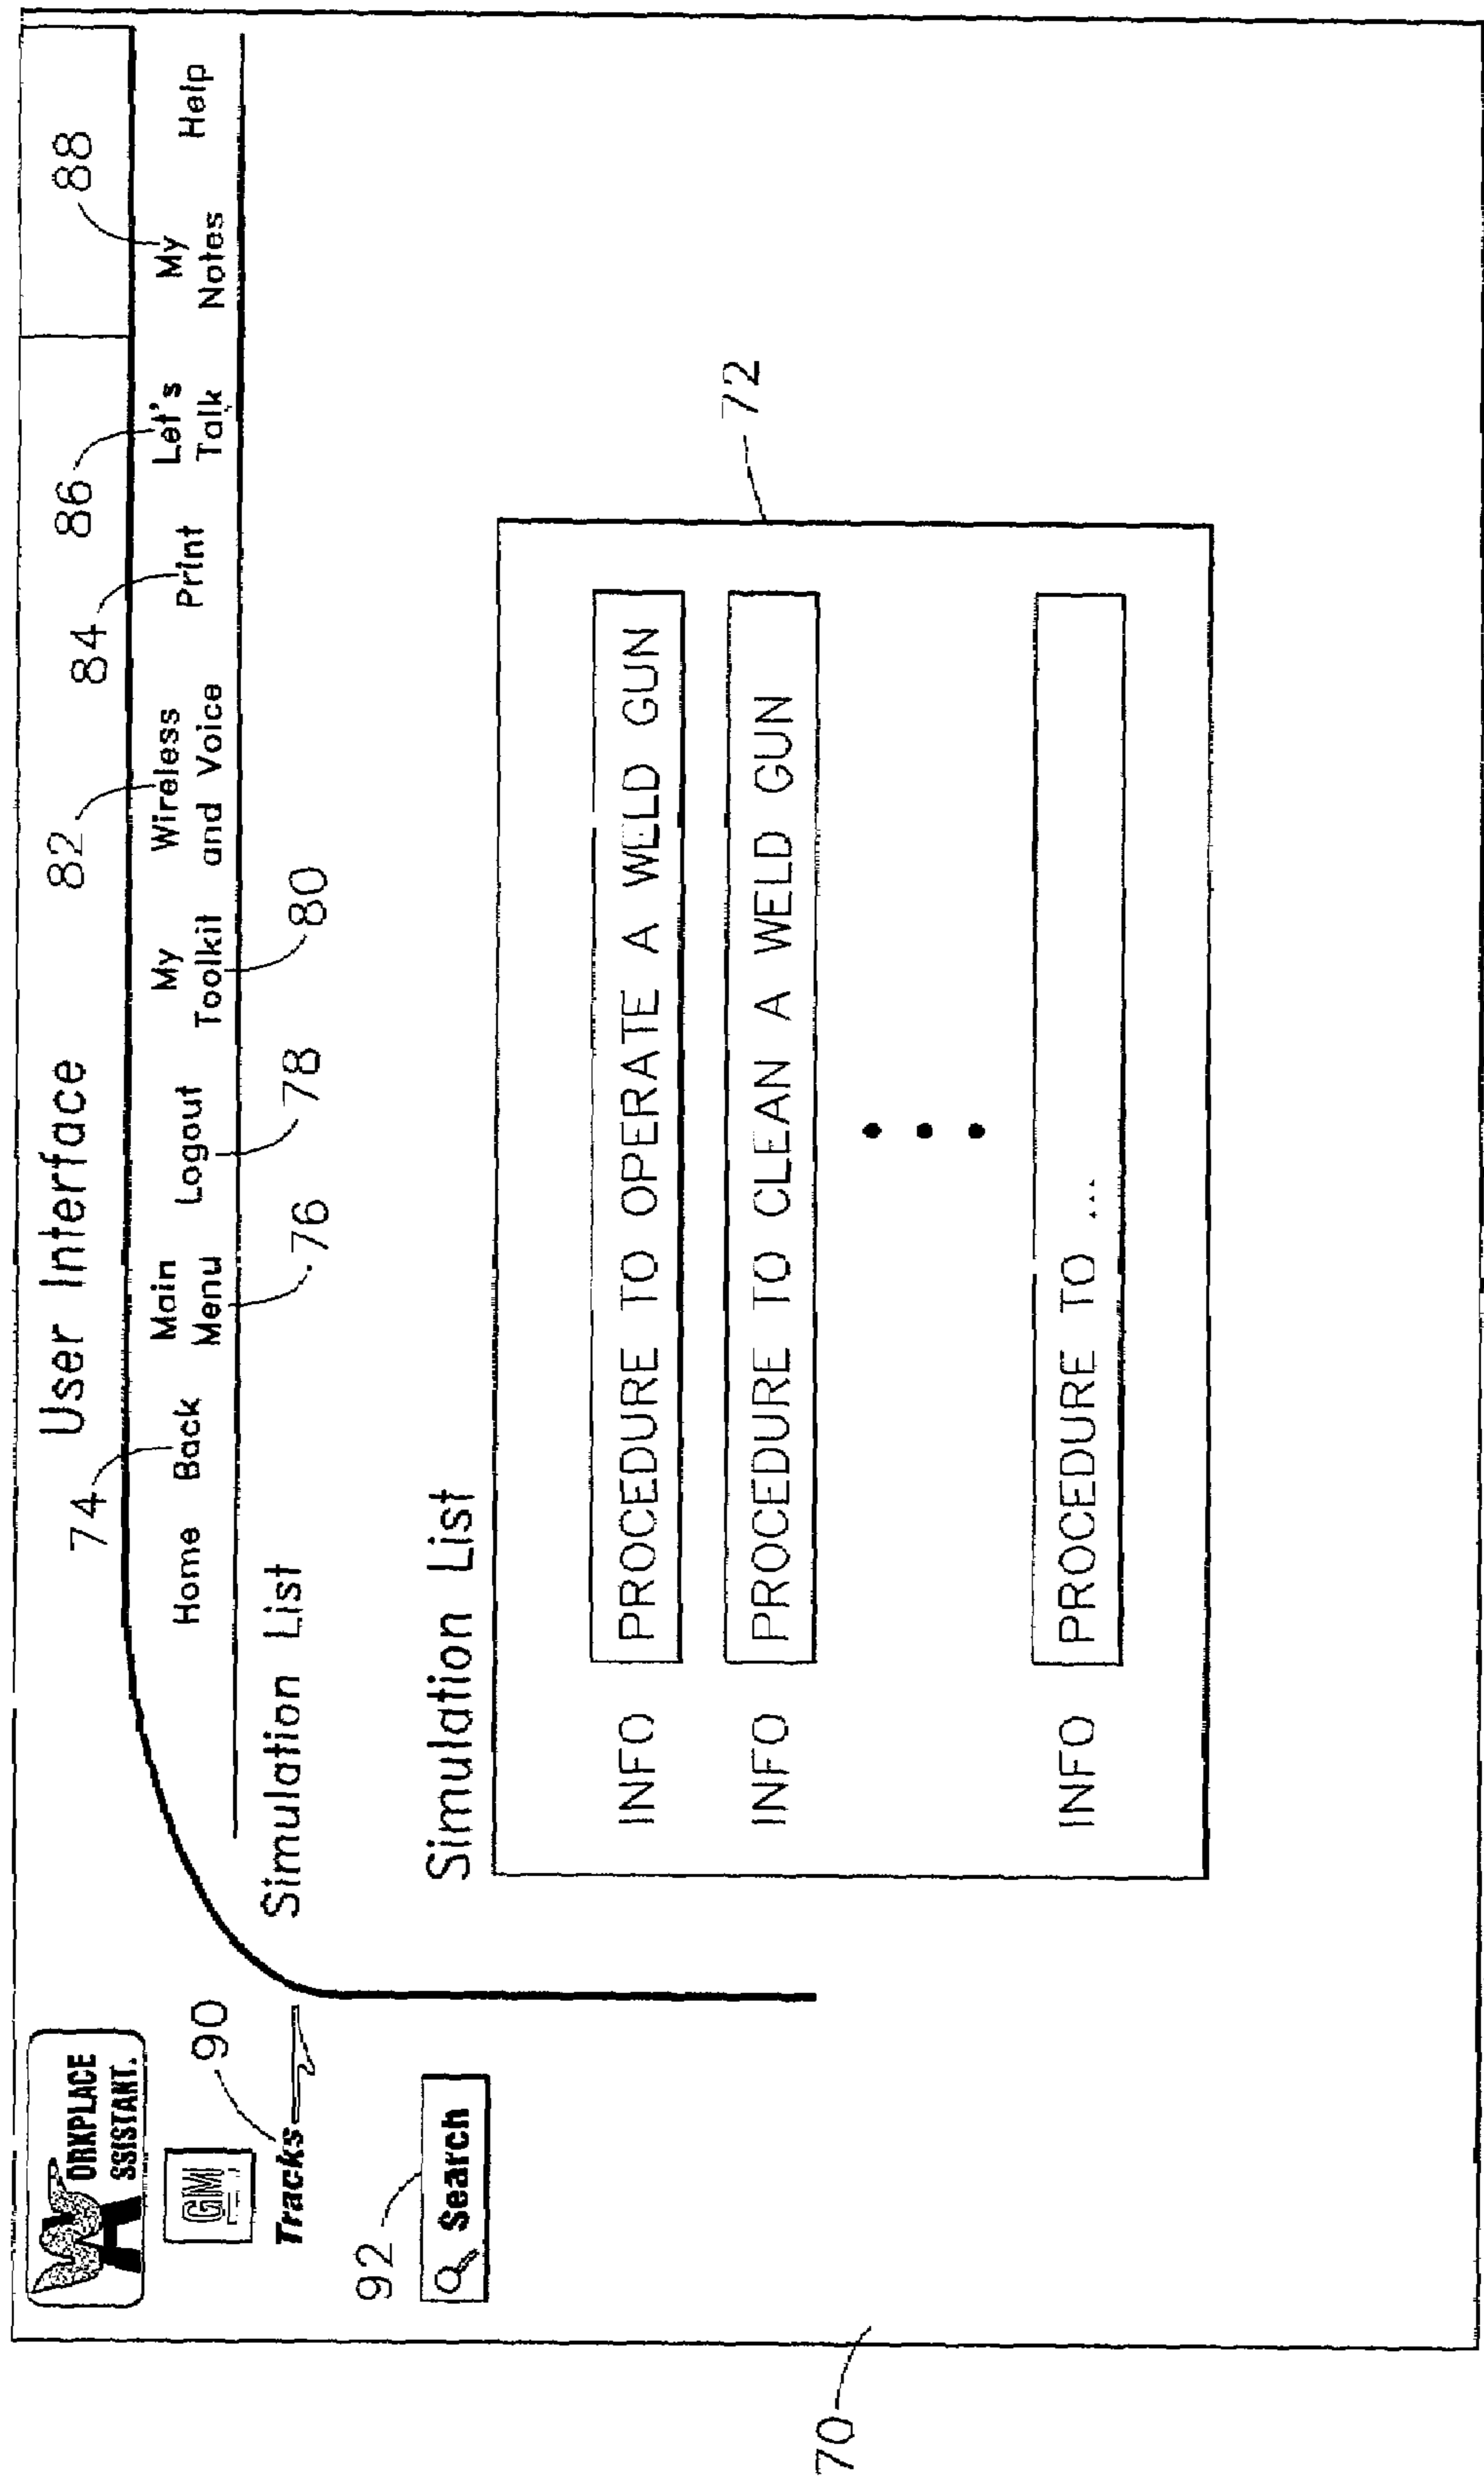 User Interface
74
82
84
86
88
ORKPLACE
SSISTANT.
GM
Tracks
90
92
Search
Home Back Main Menu Logout My Toolkit Wireless and Voice Print Let's Talk My Notes Help
76
78
80
Simulation List
Simulation List
72
INFO PROCEDURE TO OPERATE A WELD GUN
INFO PROCEDURE TO CLEAN A WELD GUN
INFO PROCEDURE TO ...
70